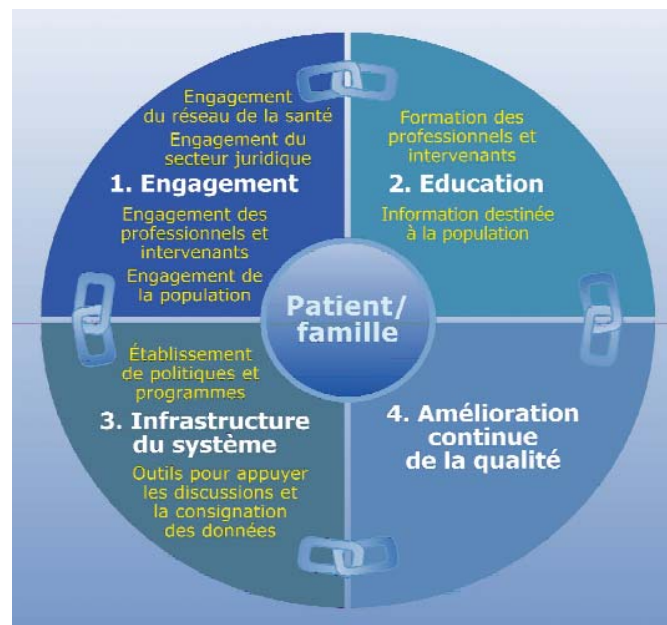 Engagement
du réseau de la santé
Engagement du
secteur juridique
1. Engagement
Engagement des
professionnels et
intervenants
Engagement de
la population
Formation des
professionnels et
intervenants
2. Education
Information destinée
à la population
Patient/
famille
Établissement
de politiques et
programmes
3. Infrastructure
du système
Outils pour appuyer
les discussions et
la consignation
des données
4. Amélioration
continue
de la qualité